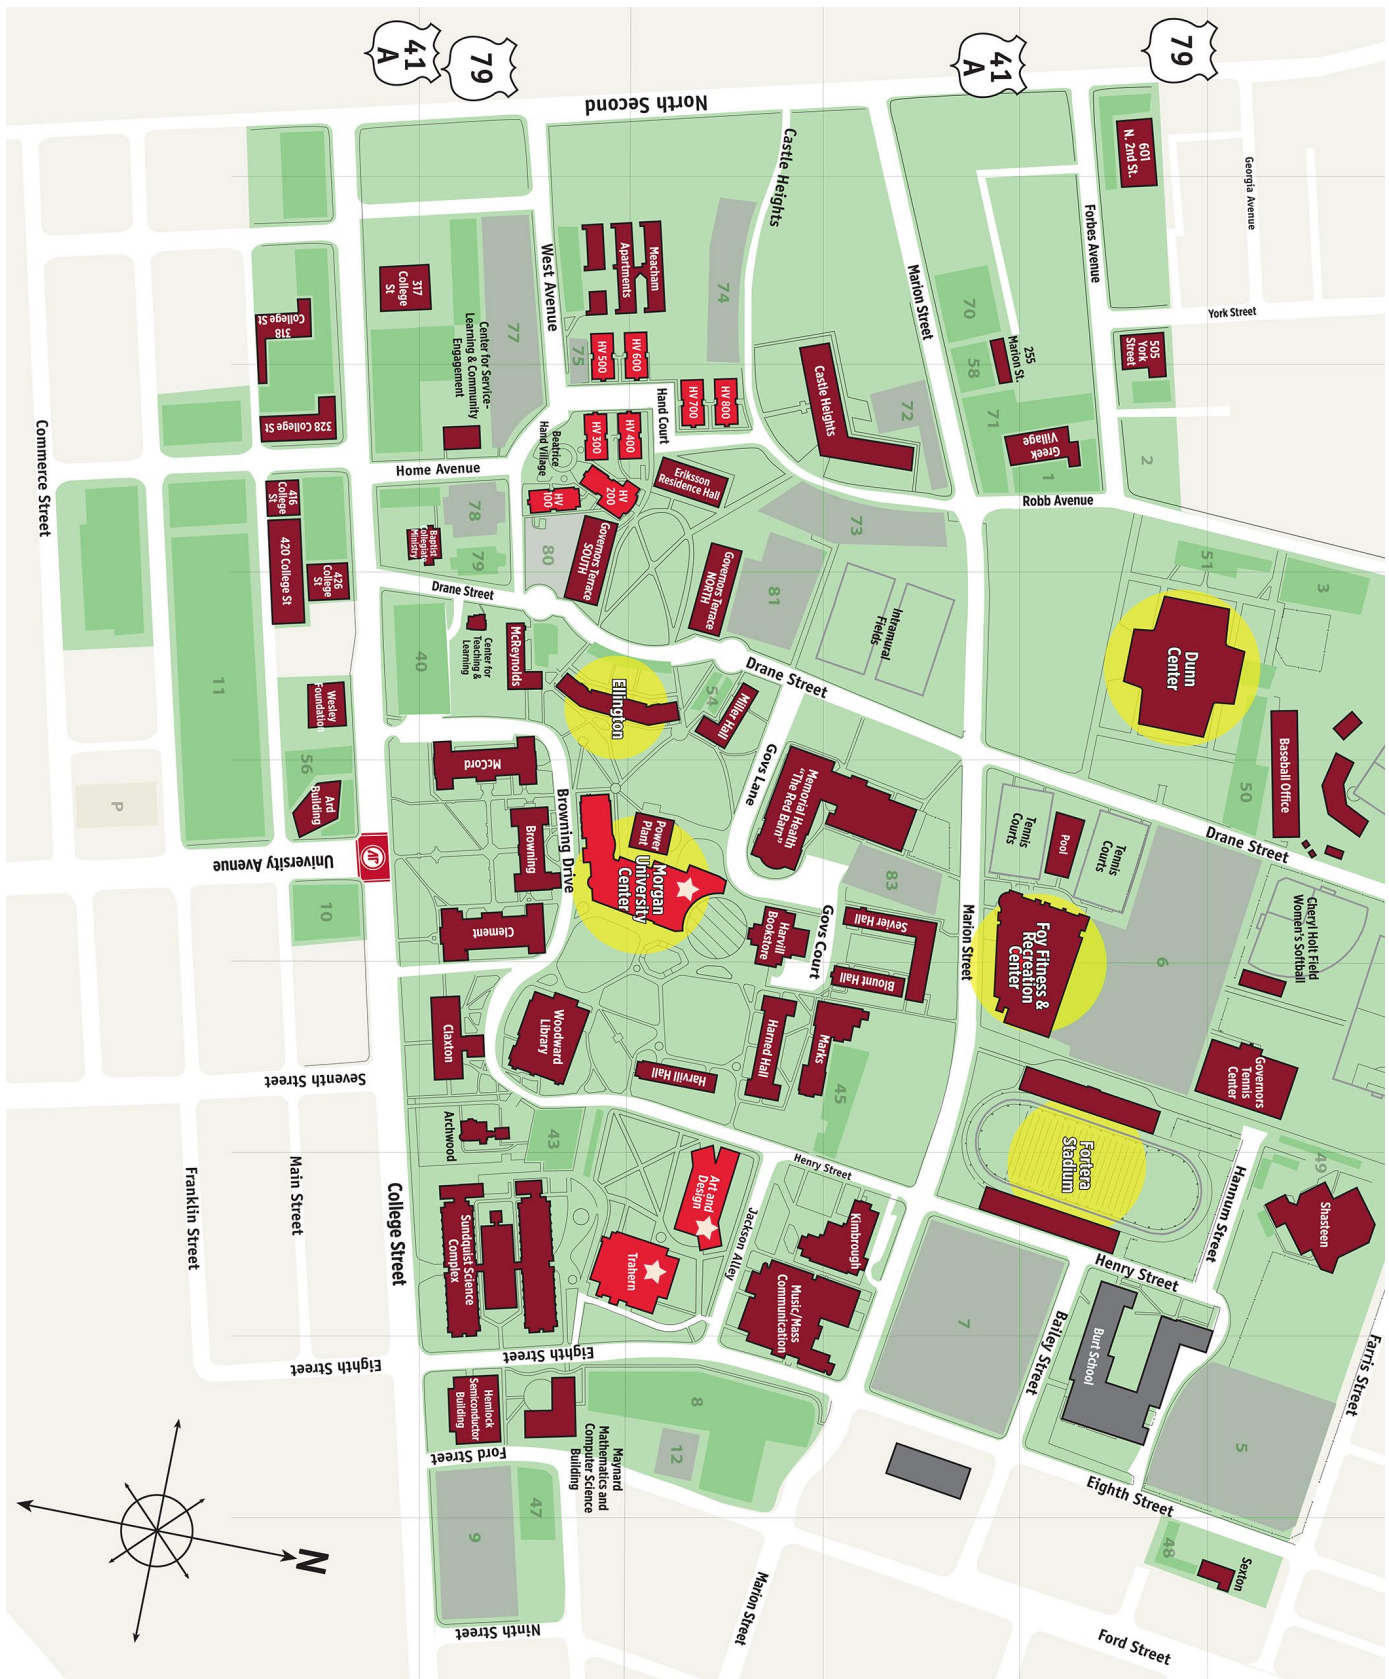 41
A
79
41
A
79
North Second
Castle Heights
601
N. 2nd St.
Georgia Avenue
Forbes Avenue
York Street
505
York
Street
2
West Avenue
Meacham
Apartments
74
Marion Street
70
58
71
255
Marion St.
317
College
St
77
Center for Service-
Learning & Community
Engagement
75
HV 500
HV 600
HV 700
HV 800
Hand Court
HV 300
HV 400
Beatrice
Hand Village
HV
200
HV
100
Castle Heights
72
Greek
Village
1
Robb Avenue
318
College St
328 College St
Commerce Street
Home Avenue
416
College
St
420 College St
426
College
St
78
79
80
Baptist
Collegiate
Ministry
Eriksson
Residence Hall
Governors Terrace
SOUTH
Governors Terrace
NORTH
73
81
Intramural
Fields
51
3
Drane Street
40
Center for
Teaching &
Learning
McReynolds
Ellington
54
Miller Hall
Drane Street
Dunn
Center
50
Baseball Office
11
Wesley
Foundation
56
Ard
Building
P
McCord
Browning
Browning Drive
Clement
Power
Plant
Morgan
University
Center
Govs Lane
Memorial Health
"The Red Barn"
83
Tennis
Courts
Pool
Tennis
Courts
Drane Street
University Avenue
AP
10
Harvill
Bookstore
Govs Court
Sevier Hall
Blount Hall
Marion Street
Foy Fitness &
Recreation
Center
6
Cheryl Holt Field
Women's Softball
Governors
Tennis
Center
Claxton
Woodward
Library
Harvill Hall
Harned Hall
Marks
45
Seventh Street
Archwood
43
Henry Street
Fortera
Stadium
49
Shasteen
Hannum Street
Franklin Street
Main Street
College Street
Sundquist Science
Complex
Art and
Design
Trahern
Jackson Alley
Kimbrough
Music/Mass
Communication
7
Henry Street
Bailey Street
Burt School
Farris Street
5
Eighth Street
Eighth Street
Hemlock
Semiconductor
Building
Maynard
Mathematics and
Computer Science
Building
8
12
Ford Street
9
47
Ninth Street
Eighth Street
48
Sexton
Marion Street
Ford Street
N